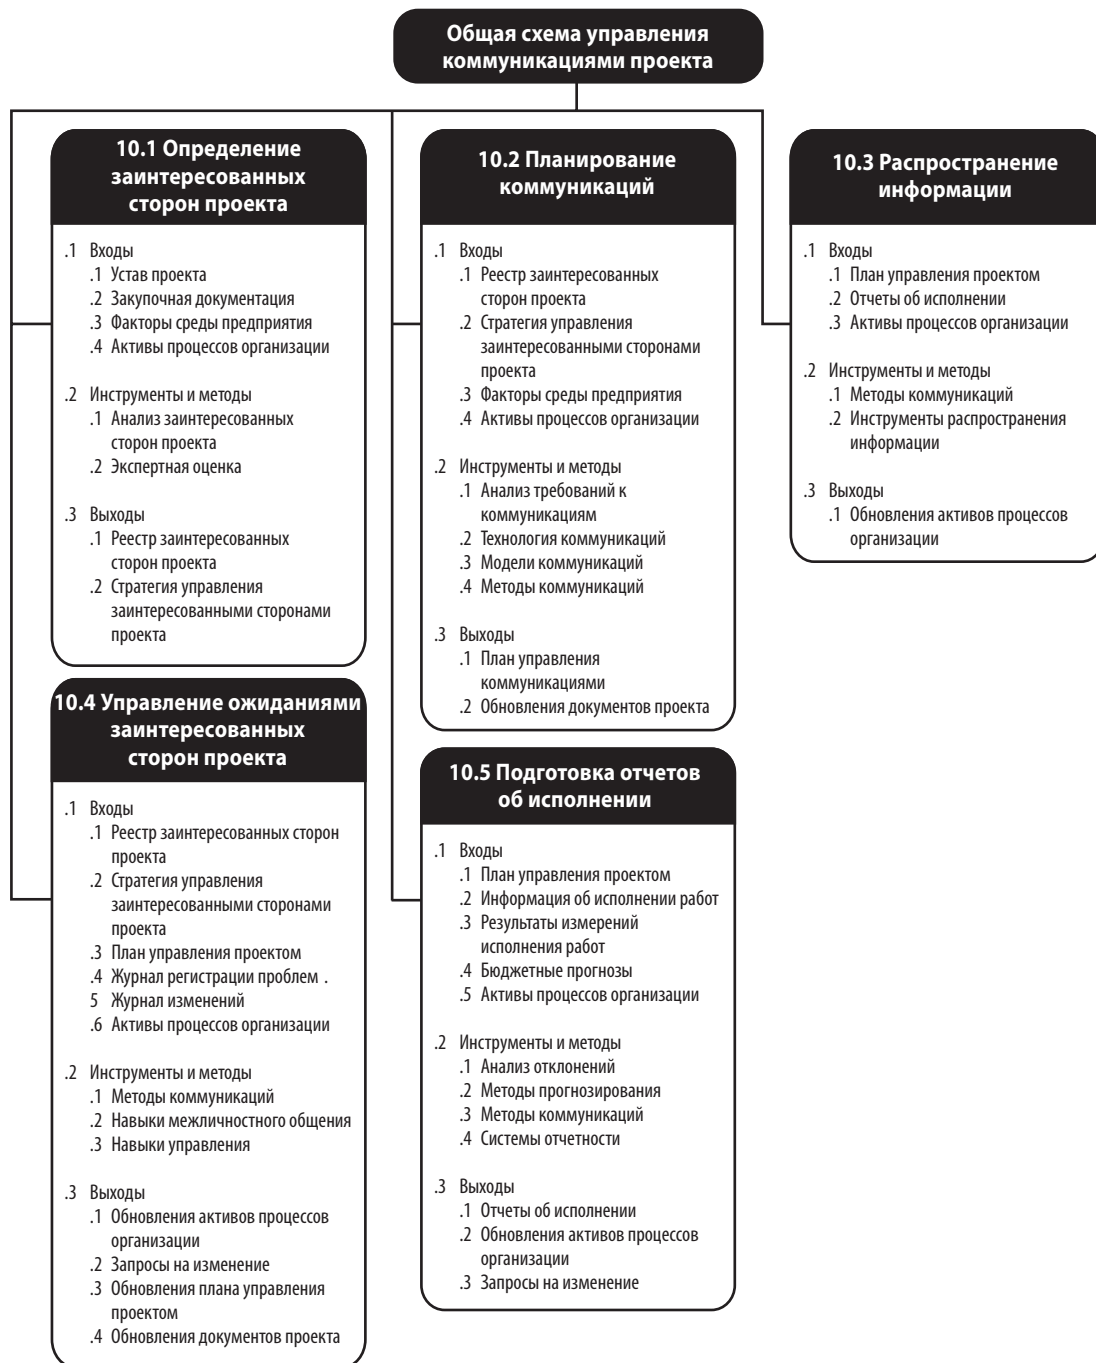 Общая схема управления
коммуникациями проекта
10.1 Определение
заинтересованных
сторон проекта
.1 Входы
.1 Устав проекта
.2 Закупочная документация
.3 Факторы среды предприятия
.4 Активы процессов организации
.2 Инструменты и методы
.1 Анализ заинтересованных
сторон проекта
.2 Экспертная оценка
.3 Выходы
.1 Реестр заинтересованных
сторон проекта
.2 Стратегия управления
заинтересованными сторонами
проекта
10.2 Планирование
коммуникаций
.1 Входы
.1 Реестр заинтересованных
сторон проекта
.2 Стратегия управления
заинтересованными сторонами
проекта
.3 Факторы среды предприятия
.4 Активы процессов организации
.2 Инструменты и методы
.1 Анализ требований к
коммуникациям
.2 Технология коммуникаций
.3 Модели коммуникаций
.4 Методы коммуникаций
.3 Выходы
.1 План управления
коммуникациями
.2 Обновления документов проекта
10.3 Распространение
информации
.1 Входы
.1 План управления проектом
.2 Отчеты об исполнении
.3 Активы процессов организации
.2 Инструменты и методы
.1 Методы коммуникаций
.2 Инструменты распространения
информации
.3 Выходы
.1 Обновления активов процессов
организации
10.4 Управление ожиданиями
заинтересованных
сторон проекта
.1 Входы
.1 Реестр заинтересованных сторон
проекта
.2 Стратегия управления
заинтересованными сторонами
проекта
.3 План управления проектом
.4 Журнал регистрации проблем .
5 Журнал изменений
.6 Активы процессов организации
.2 Инструменты и методы
.1 Методы коммуникаций
.2 Навыки межличностного общения
.3 Навыки управления
.3 Выходы
.1 Обновления активов процессов
организации
.2 Запросы на изменение
.3 Обновления плана управления
проектом
.4 Обновления документов проекта
10.5 Подготовка отчетов
об исполнении
.1 Входы
.1 План управления проектом
.2 Информация об исполнении работ
.3 Результаты измерений
исполнения работ
.4 Бюджетные прогнозы
.5 Активы процессов организации
.2 Инструменты и методы
.1 Анализ отклонений
.2 Методы прогнозирования
.3 Методы коммуникаций
.4 Системы отчетности
.3 Выходы
.1 Отчеты об исполнении
.2 Обновления активов процессов
организации
.3 Запросы на изменение